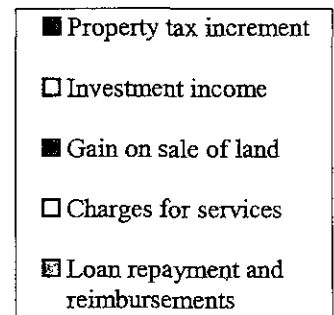 Property tax increment
Investment income
Gain on sale of land
Charges for services
Loan repayment and
reimbursements